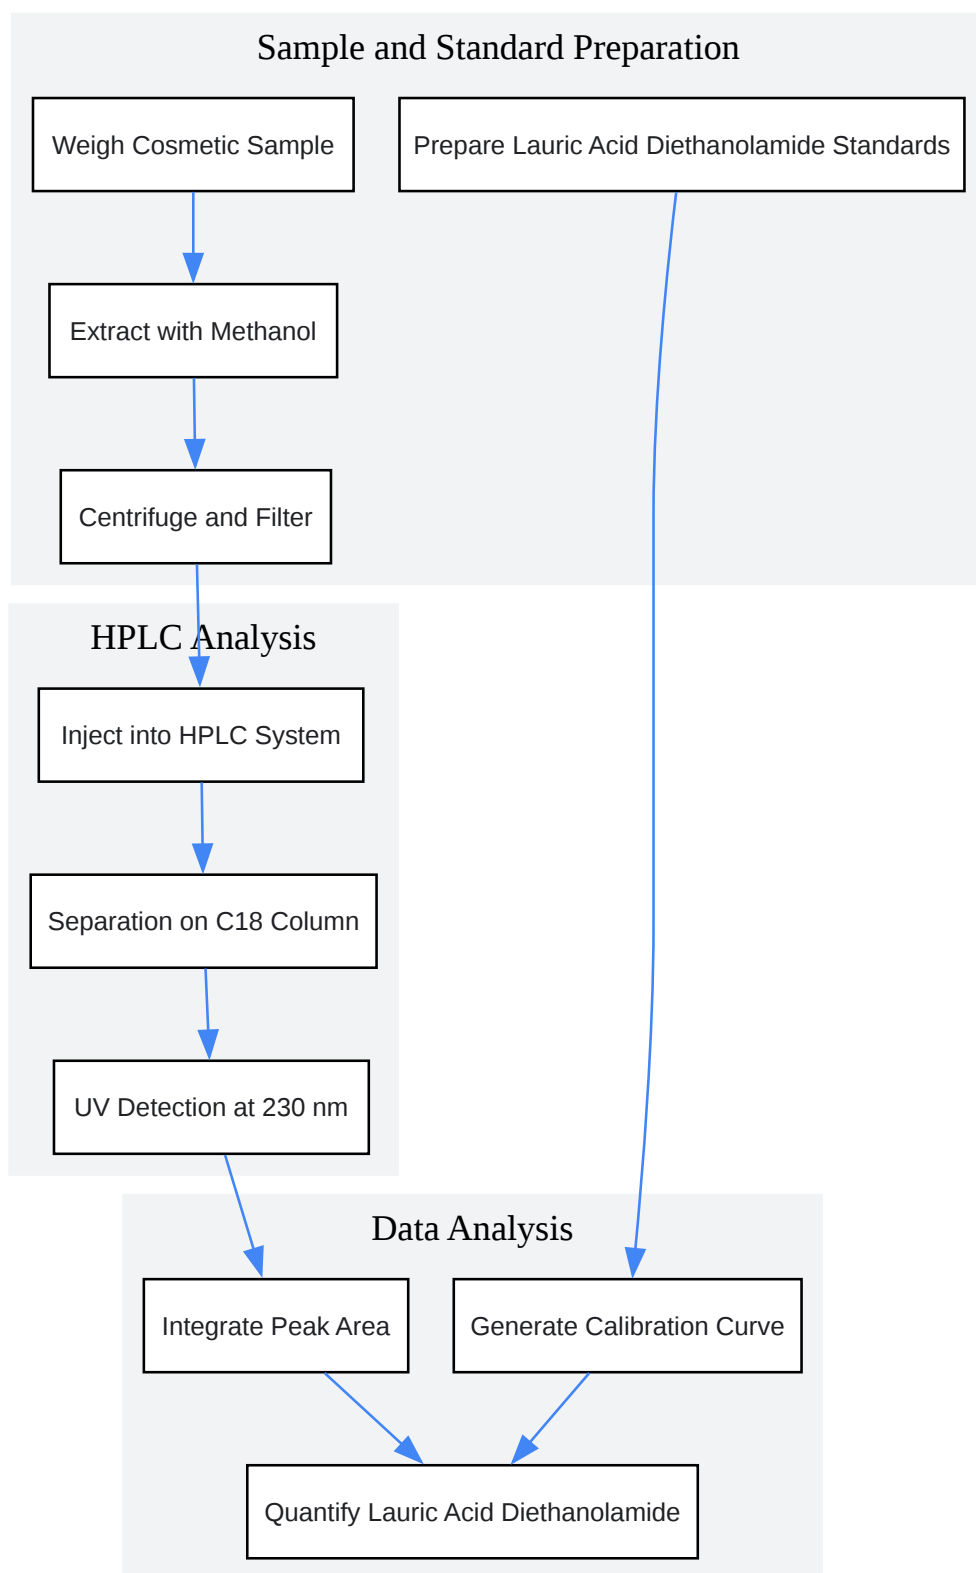 Sample and Standard Preparation
Weigh Cosmetic Sample
Prepare Lauric Acid Diethanolamide Standards
Extract with Methanol
Centrifuge and Filter
HPLC Analysis
Inject into HPLC System
Separation on C18 Column
UV Detection at 230 nm
Data Analysis
Integrate Peak Area
Generate Calibration Curve
Quantify Lauric Acid Diethanolamide